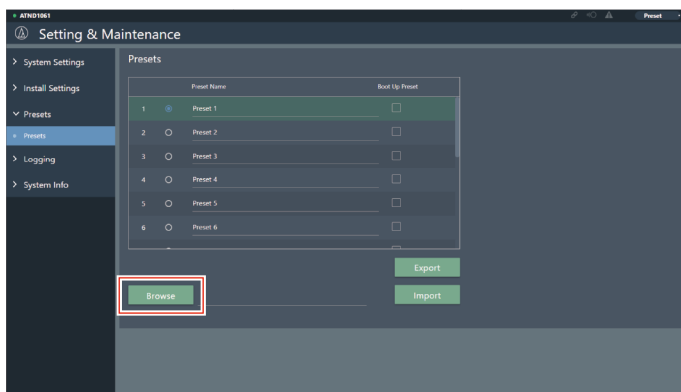 ATND1061
Preset
Setting & Maintenance
System Settings
Install Settings
Presets
Presets
Logging
System Info
Presets
Preset Name Boot Up Preset
1 Preset 1
2 Preset 2
3 Preset 3
4 Preset 4
5 Preset 5
6 Preset 6
Export
Browse
Import